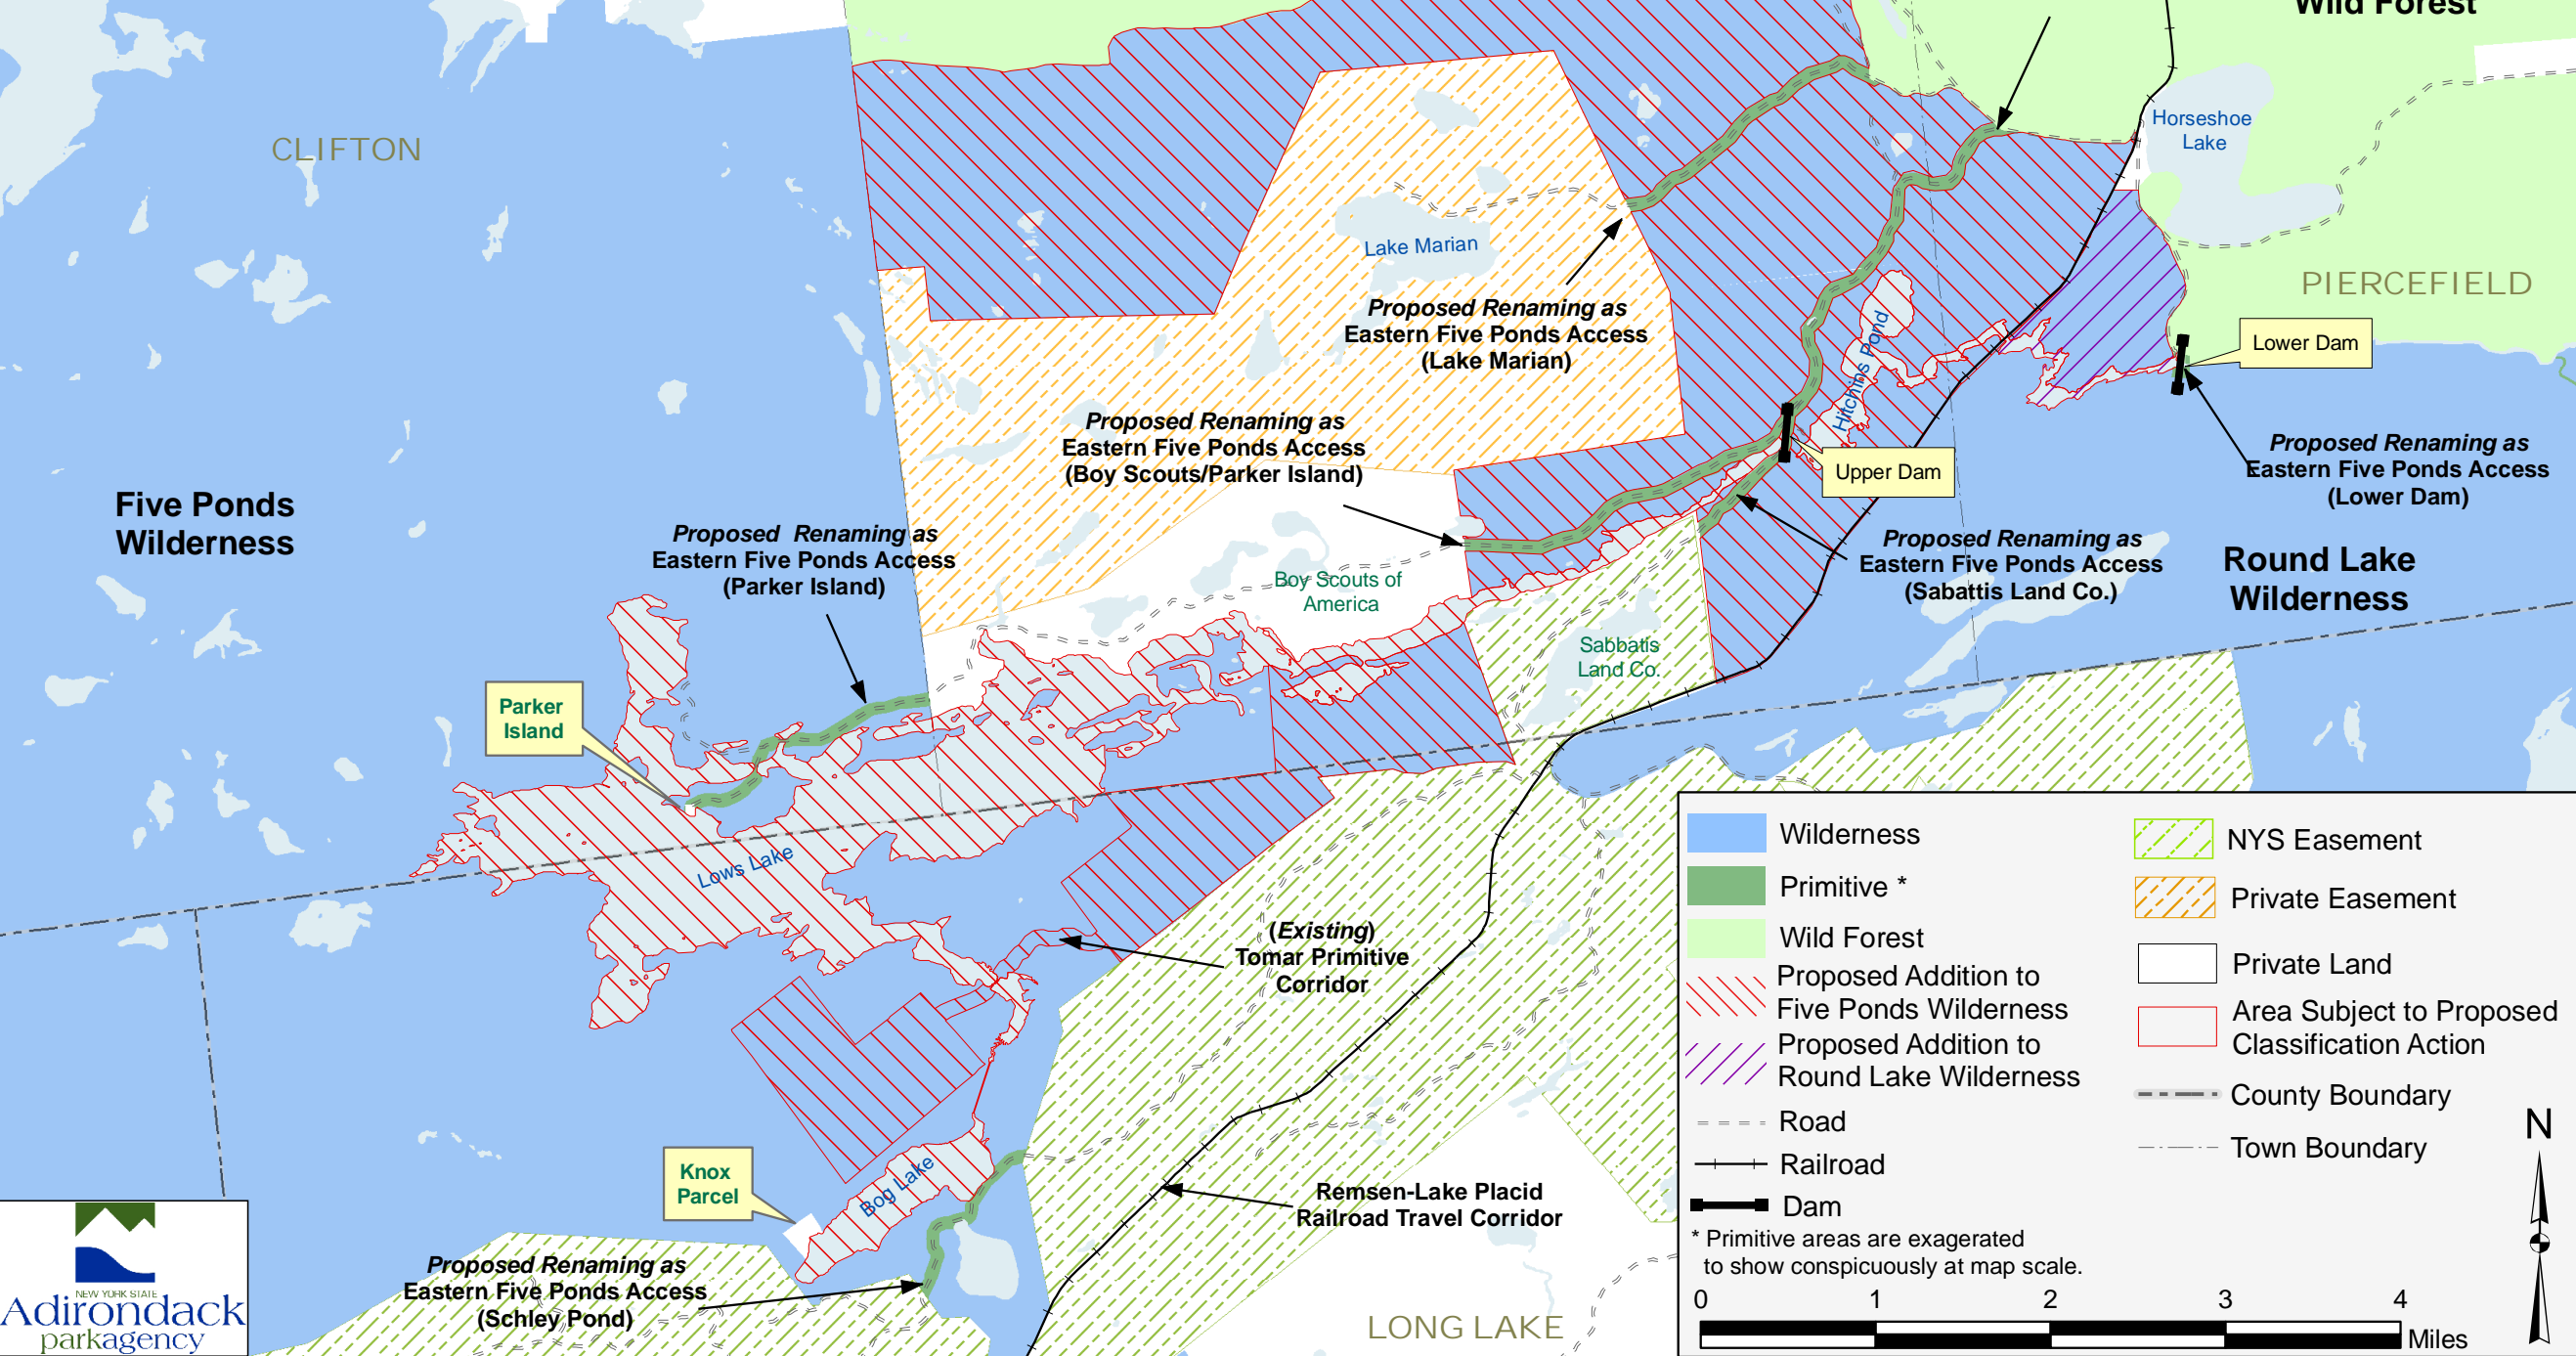 Wild Forest
CLIFTON
Horseshoe
Lake
Lake Marian
PIERCEFIELD
Proposed Renaming as
Eastern Five Ponds Access
(Lake Marian)
Hitchins Pond
Lower Dam
Proposed Renaming as
Eastern Five Ponds Access
(Boy Scouts/Parker Island)
Upper Dam
Proposed Renaming as
Eastern Five Ponds Access
(Lower Dam)
Five Ponds
Wilderness
Proposed Renaming as
Eastern Five Ponds Access
(Parker Island)
Boy Scouts of
America
Proposed Renaming as
Eastern Five Ponds Access
(Sabattis Land Co.)
Round Lake
Wilderness
Sabbatis
Land Co.
Parker
Island
Lows Lake
(Existing)
Tomar Primitive
Corridor
Knox
Parcel
Bog Lake
Remsen-Lake Placid
Railroad Travel Corridor
Proposed Renaming as
Eastern Five Ponds Access
(Schley Pond)
LONG LAKE
NEW YORK STATE
Adirondack
parkagency
Wilderness
Primitive *
Wild Forest
Proposed Addition to
Five Ponds Wilderness
Proposed Addition to
Round Lake Wilderness
Road
Railroad
Dam
* Primitive areas are exagerated
to show conspicuously at map scale.
NYS Easement
Private Easement
Private Land
Area Subject to Proposed
Classification Action
County Boundary
Town Boundary
N
0 1 2 3 4
Miles